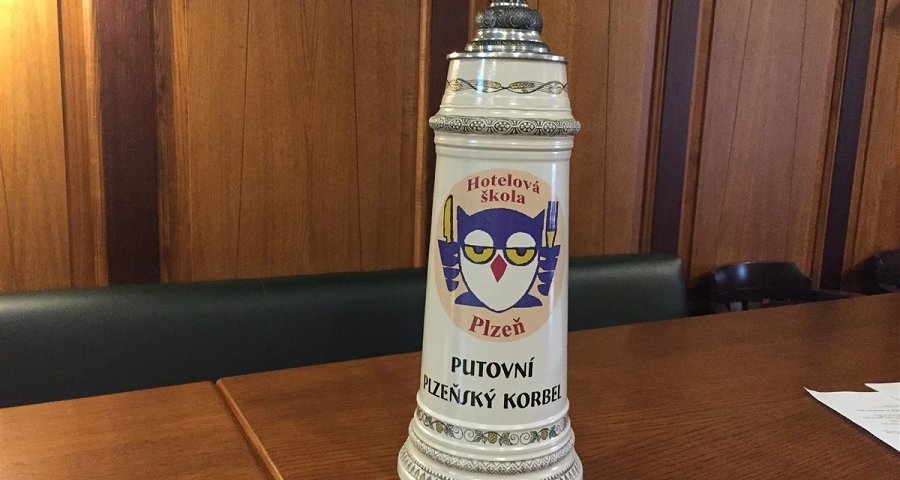 Hotelová
škola
Plzeň
PUTOVNÍ
PLZEŇSKÝ KORBEL